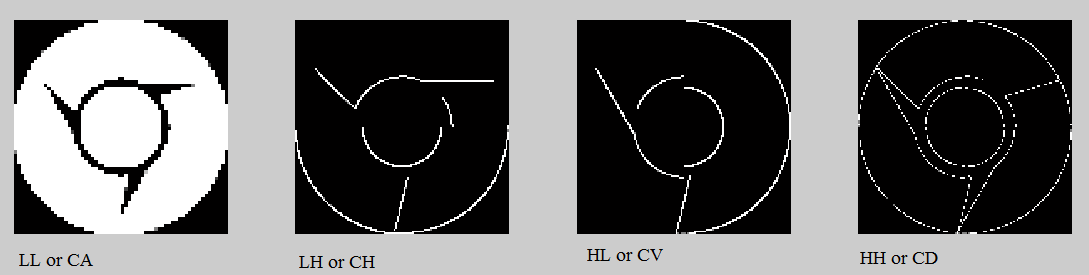 LL or CA
LH or CH
HL or CV
HH or CD